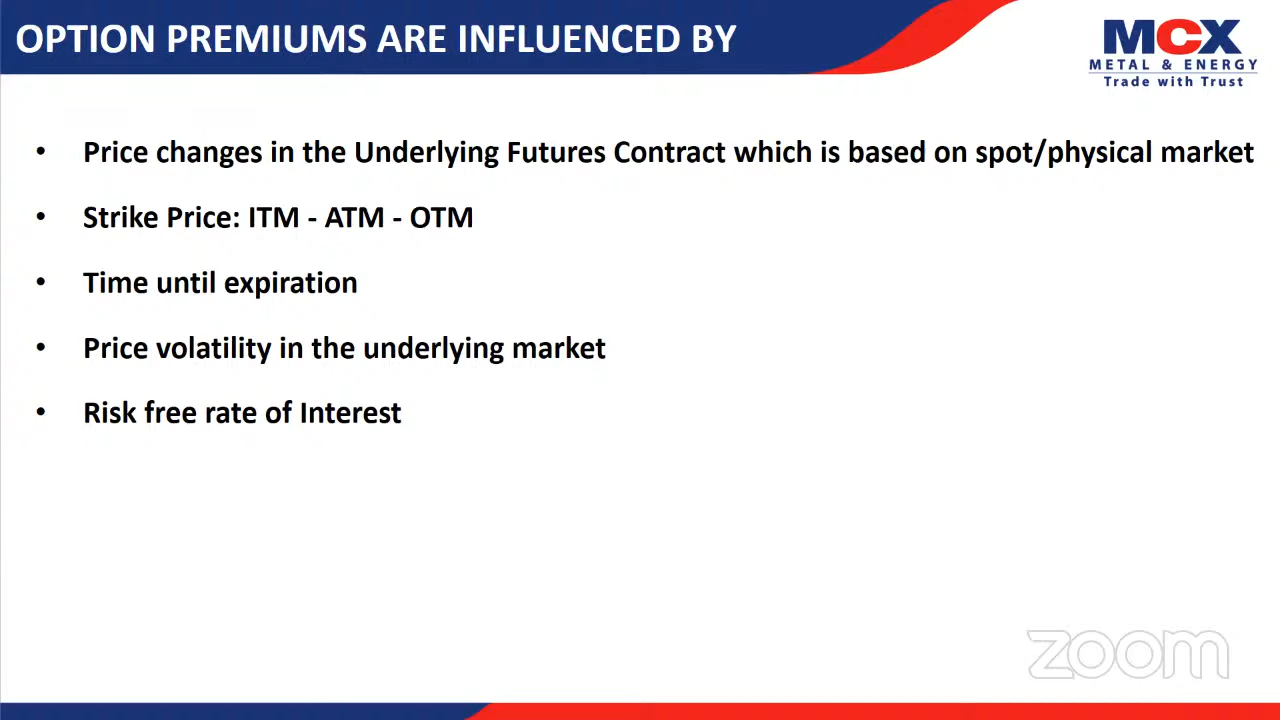 OPTION PREMIUMS ARE INFLUENCED BY
MCX
METAL & ENERGY
Trade with Trust
• Price changes in the Underlying Futures Contract which is based on spot/physical market
• Strike Price: ITM - ATM - OTM
• Time until expiration
• Price volatility in the underlying market
• Risk free rate of Interest
zoom